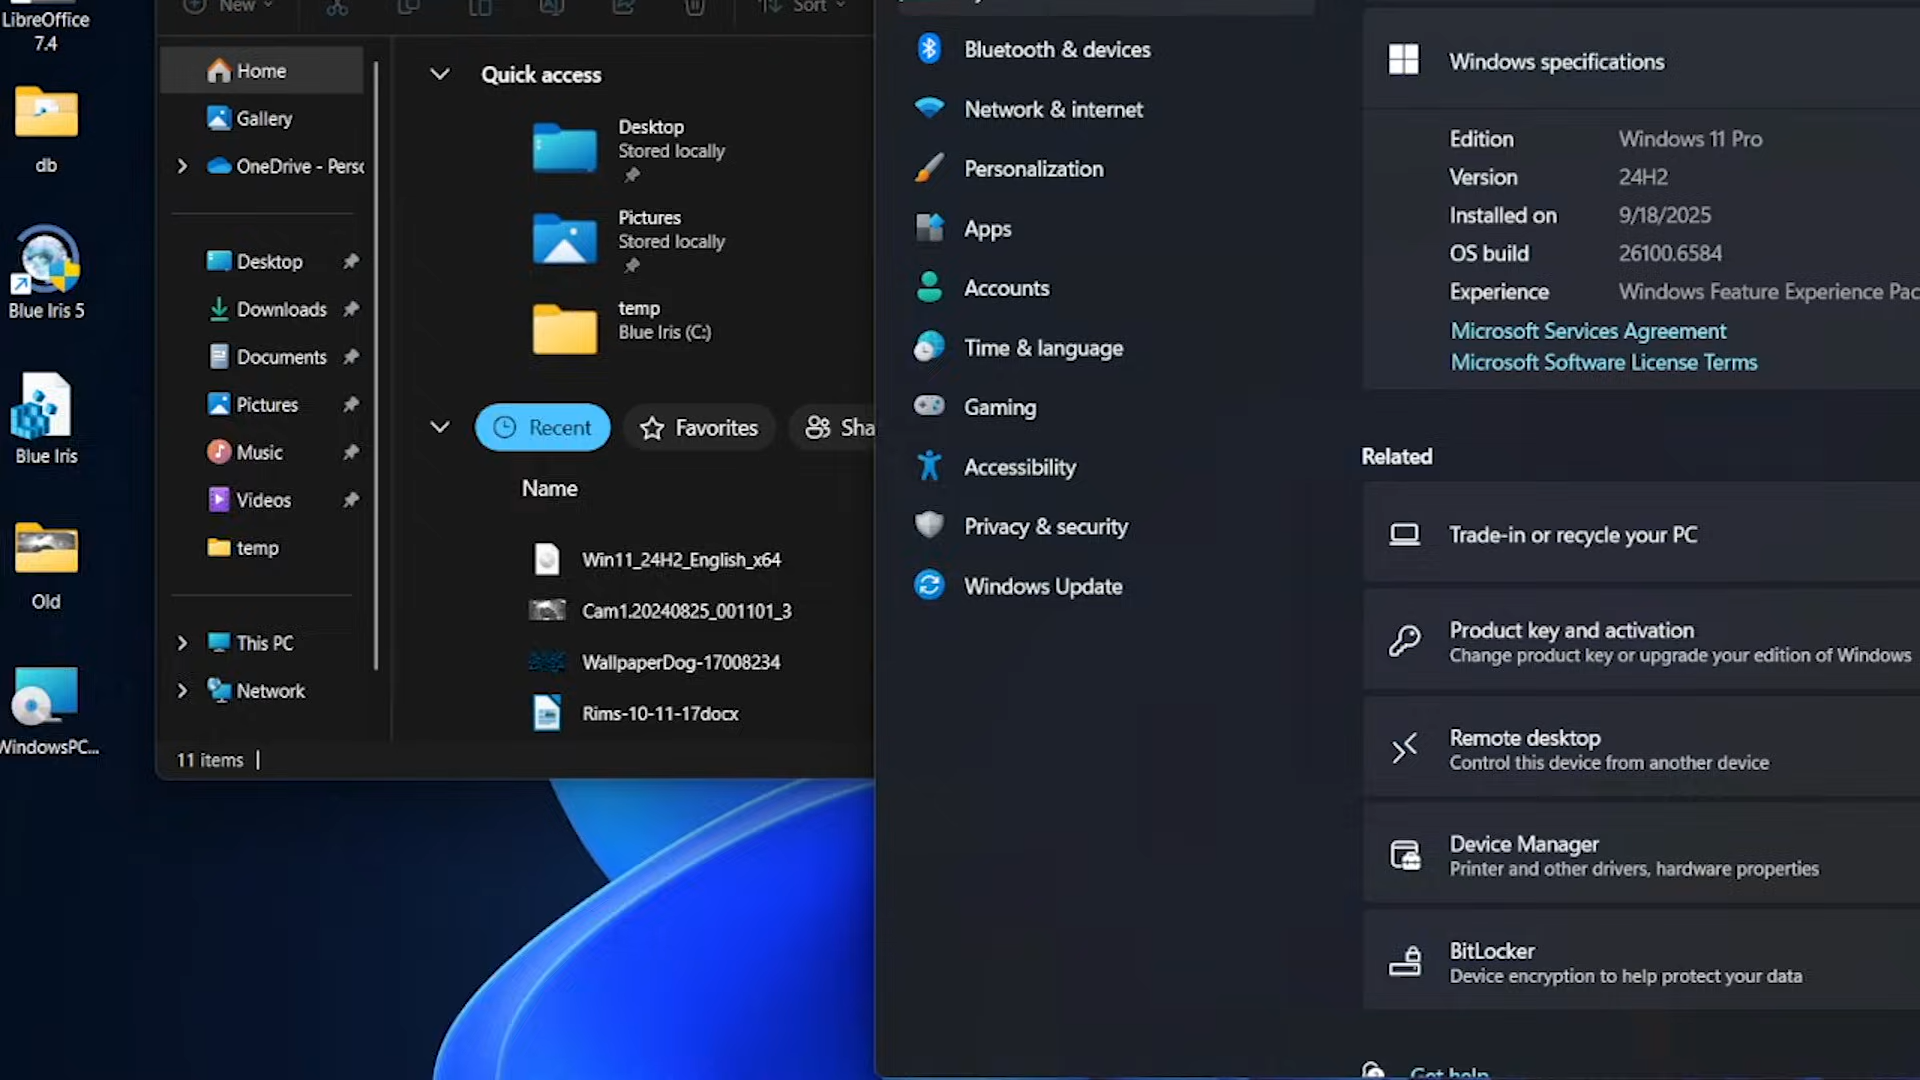 LibreOffice
7.4
db
Blue Iris 5
Blue Iris
Old
WindowsPC...
New
Sort
Home
Gallery
OneDrive - Perso
Desktop
Downloads
Documents
Pictures
Music
Videos
temp
This PC
Network
11 items
Quick access
Desktop
Stored locally
Pictures
Stored locally
temp
Blue Iris (C:)
Recent
Favorites
Sha
Name
Win11_24H2_English_x64
Cam1.20240825_001101_3
WallpaperDog-17008234
Rims-10-11-17docx
Bluetooth & devices
Network & internet
Personalization
Apps
Accounts
Time & language
Gaming
Accessibility
Privacy & security
Windows Update
Windows specifications
Edition Windows 11 Pro
Version 24H2
Installed on 9/18/2025
OS build 26100.6584
Experience Windows Feature Experience Pac
Microsoft Services Agreement
Microsoft Software License Terms
Related
Trade-in or recycle your PC
Product key and activation
Change product key or upgrade your edition of Windows
Remote desktop
Control this device from another device
Device Manager
Printer and other drivers, hardware properties
BitLocker
Device encryption to help protect your data
Get help